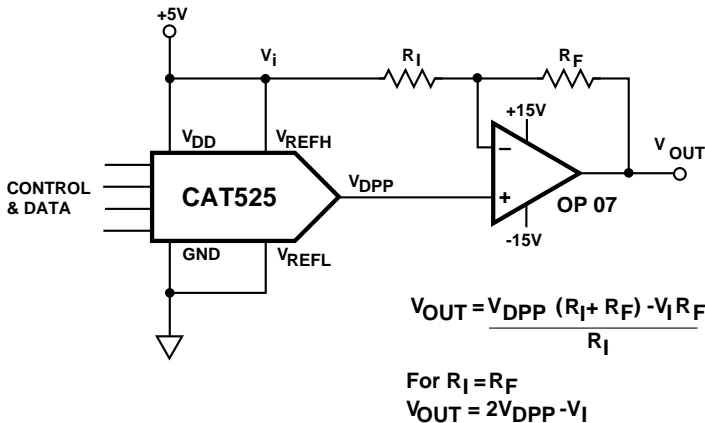 +5V
Vi
RI
RF
+15V
VDD
VREFH
VOUT
CONTROL
& DATA
CAT525
VDPP
–
+
OP 07
GND
VREFL
-15V
VOUT = VDPP (RI+ RF) -VI RF
RI
For RI = RF
VOUT = 2VDPP -VI